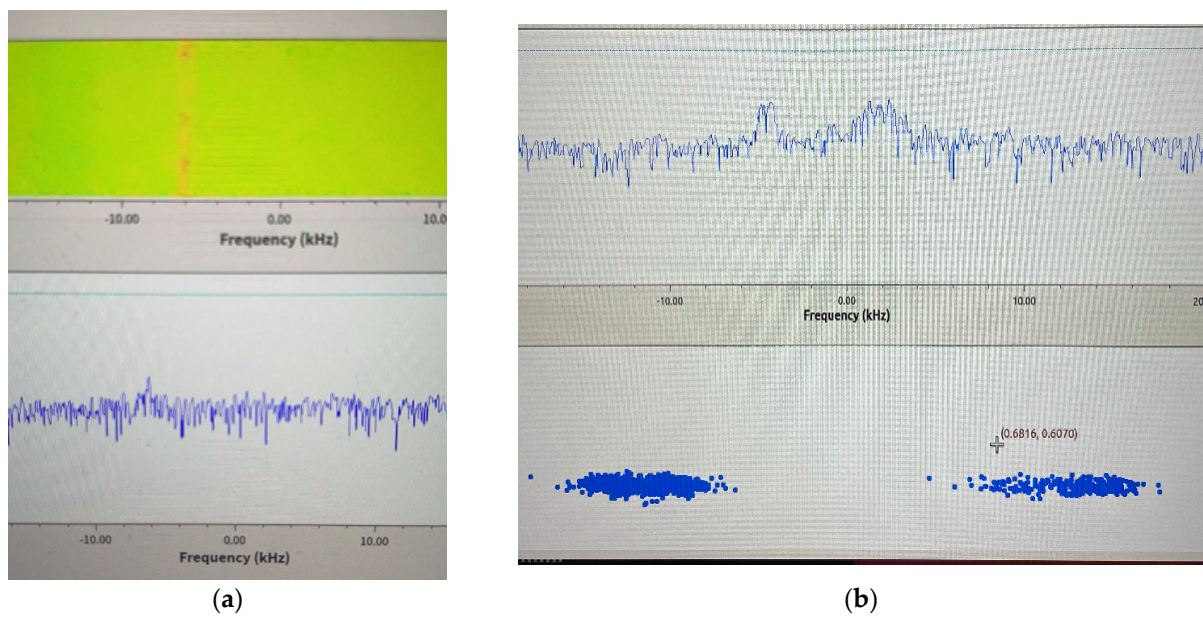 -10.00 0.00 10.0
Frequency (kHz)
-10.00 0.00 10.00
Frequency (kHz)
(a)
-10.00 0.00 10.00 20
Frequency (kHz)
(0.6816, 0.6070)
(b)